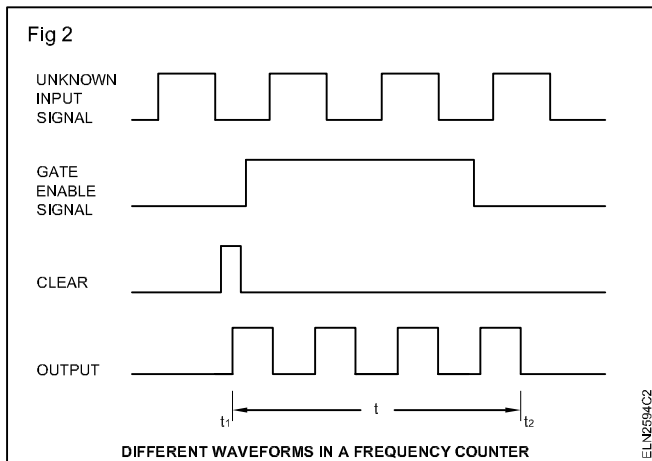 Fig 2
UNKNOWN
INPUT
SIGNAL
GATE
ENABLE
SIGNAL
CLEAR
OUTPUT
t1 t t2
DIFFERENT WAVEFORMS IN A FREQUENCY COUNTER
ELN2594C2